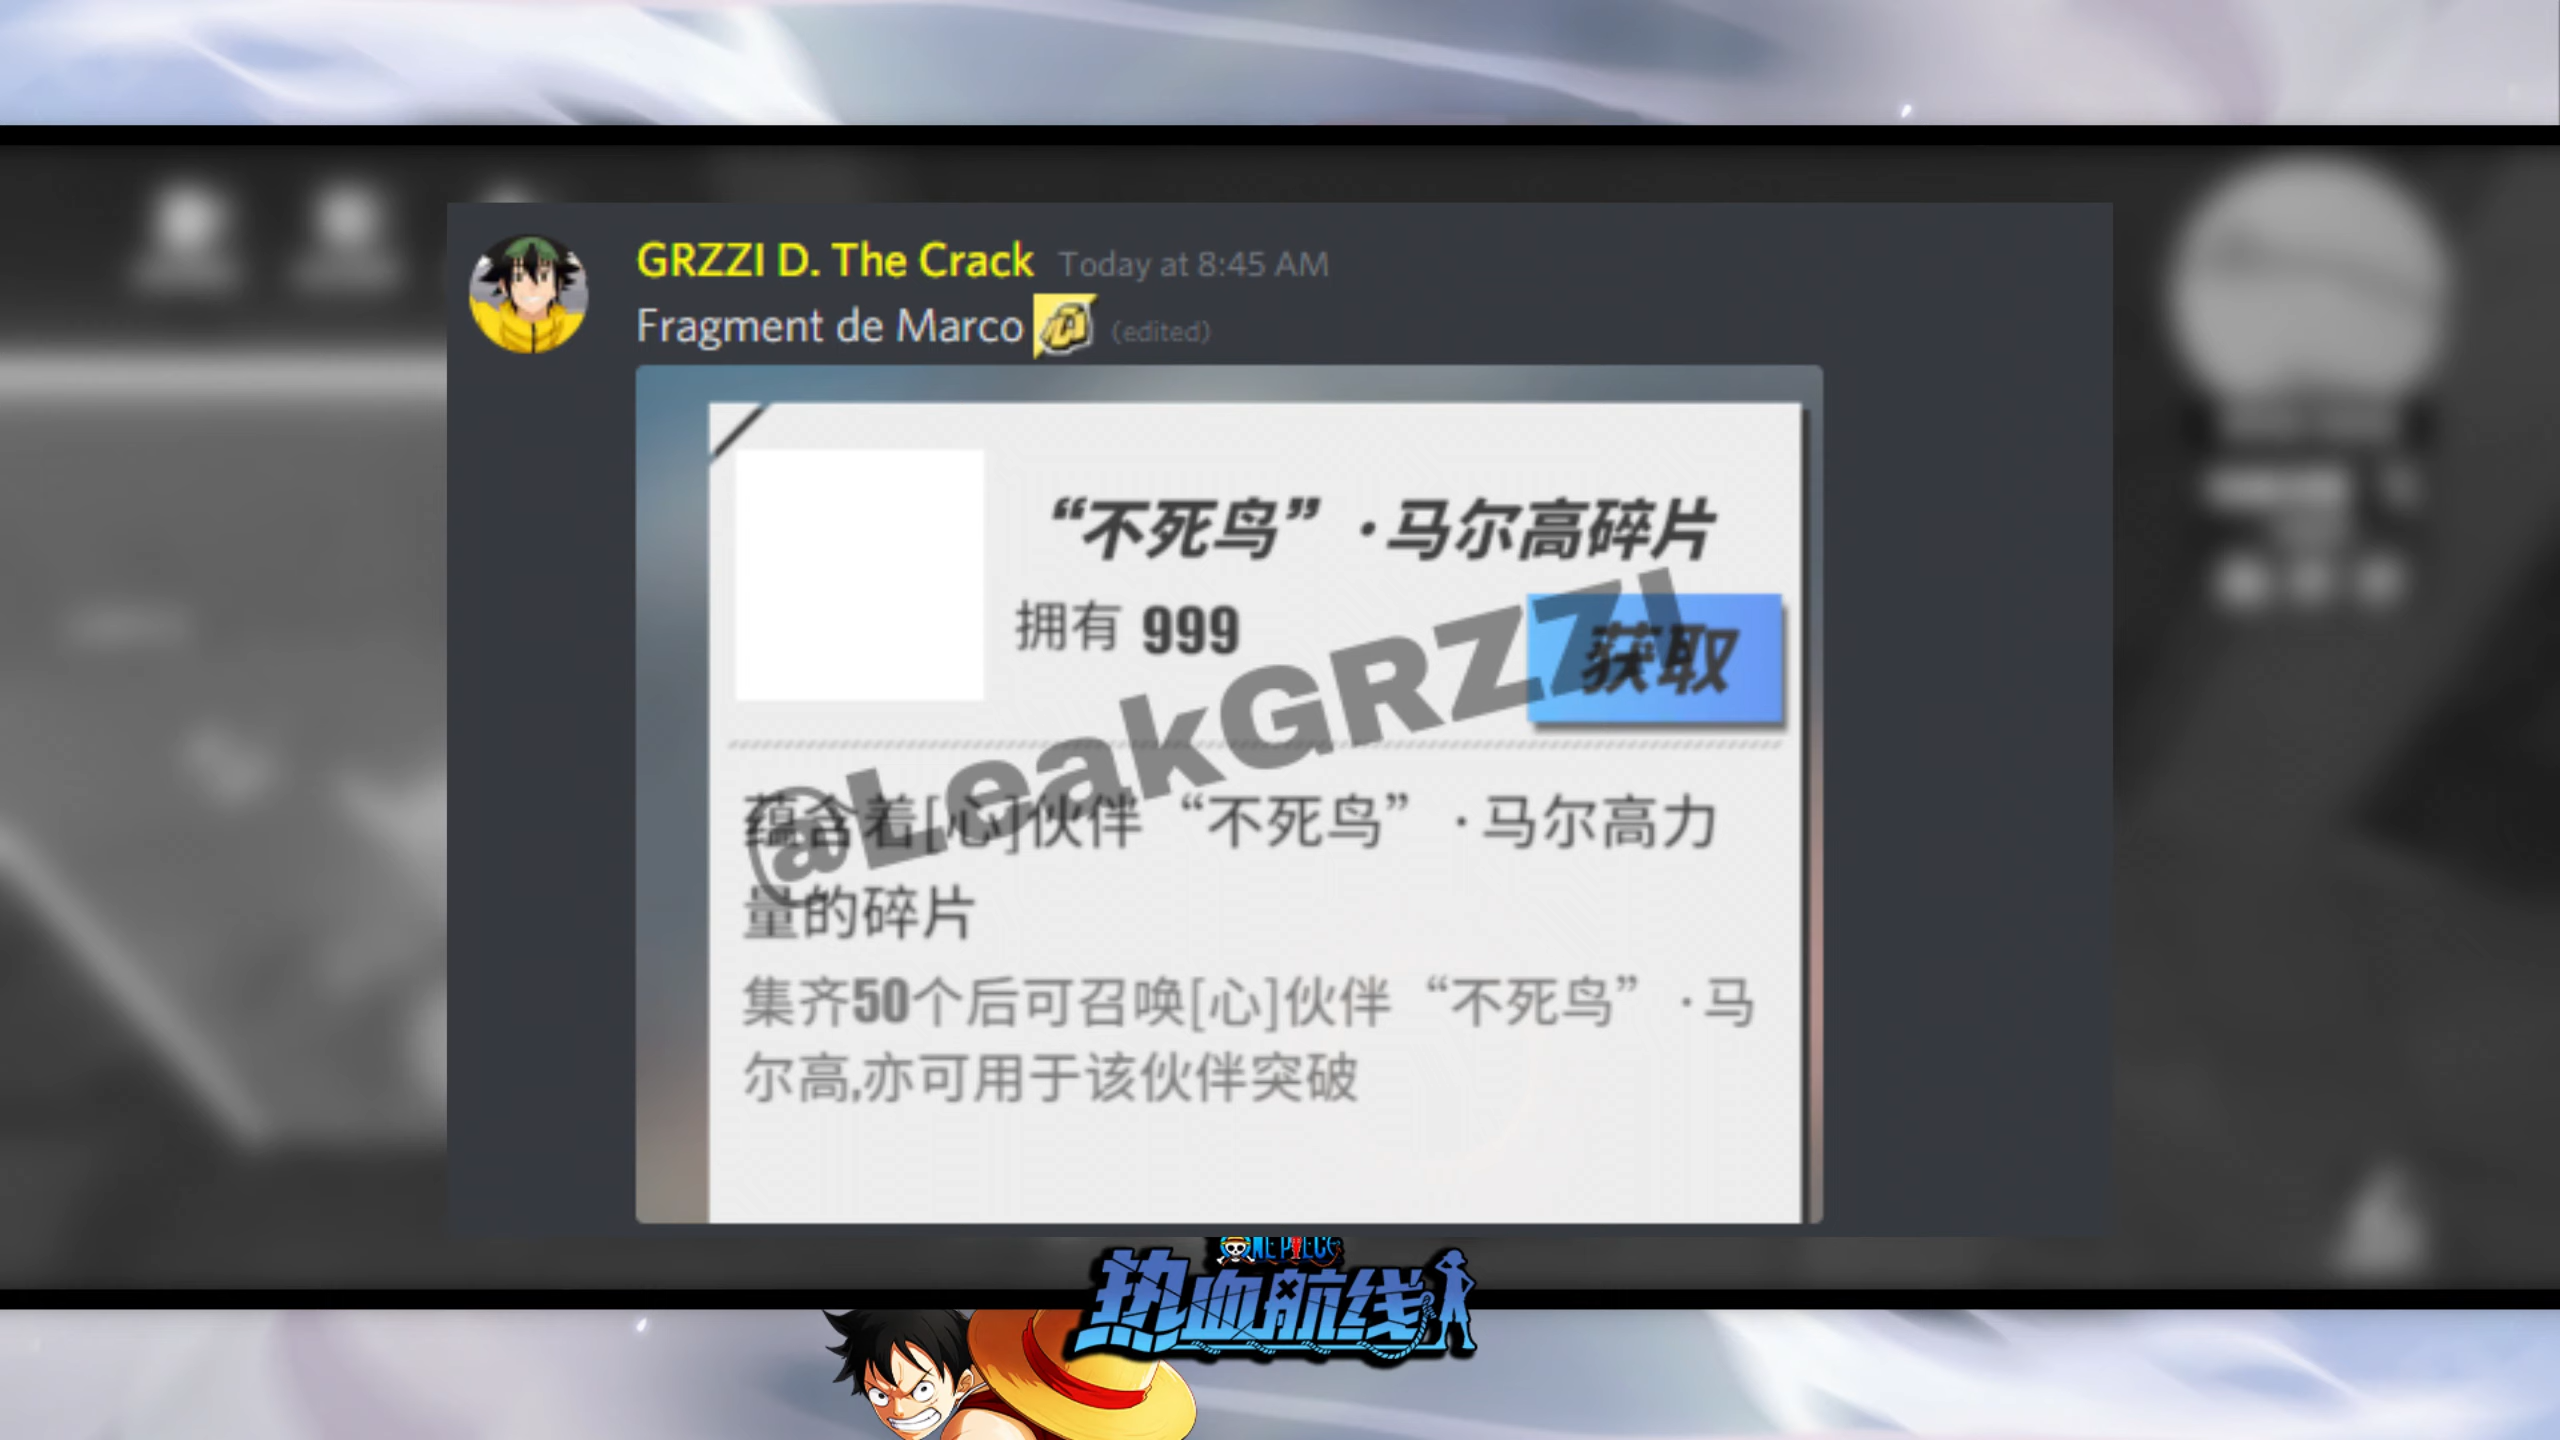 GRZZI D. The Crack Today at 8:45 AM
Fragment de Marco (edited)
“不死鸟”·马尔高碎片
拥有 999
获取
@LeakGRZZI
蕴含着[心]伙伴“不死鸟”·马尔高力
量的碎片
集齐50个后可召唤[心]伙伴“不死鸟”·马
尔高,亦可用于该伙伴突破
ONE PIECE
热血航线